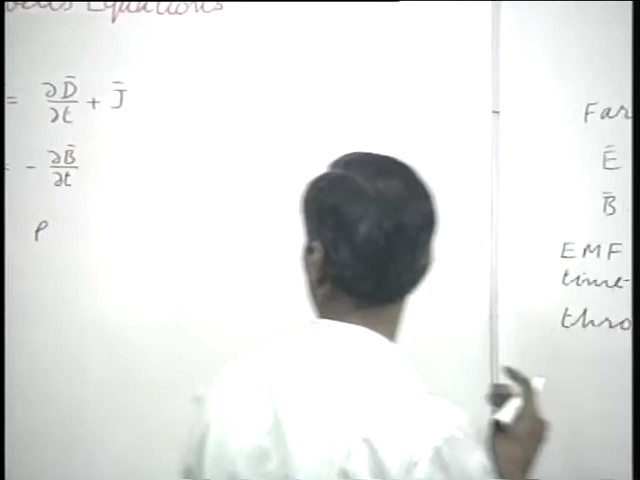 Equations
= ∂D̄/∂t + J̄
= - ∂B̄/∂t
ρ
Far
Ē
B̄
EMF
time-
thro